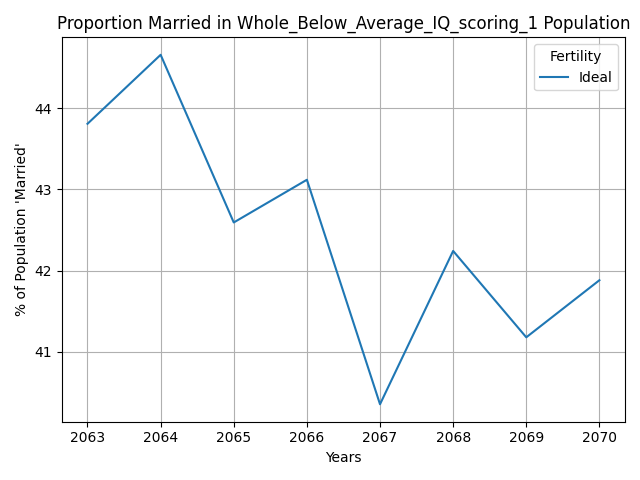 Proportion Married in Whole_Below_Average_IQ_scoring_1 Population
Fertility
Ideal
44
43
42
41
% of Population 'Married'
2063 2064 2065 2066 2067 2068 2069 2070
Years